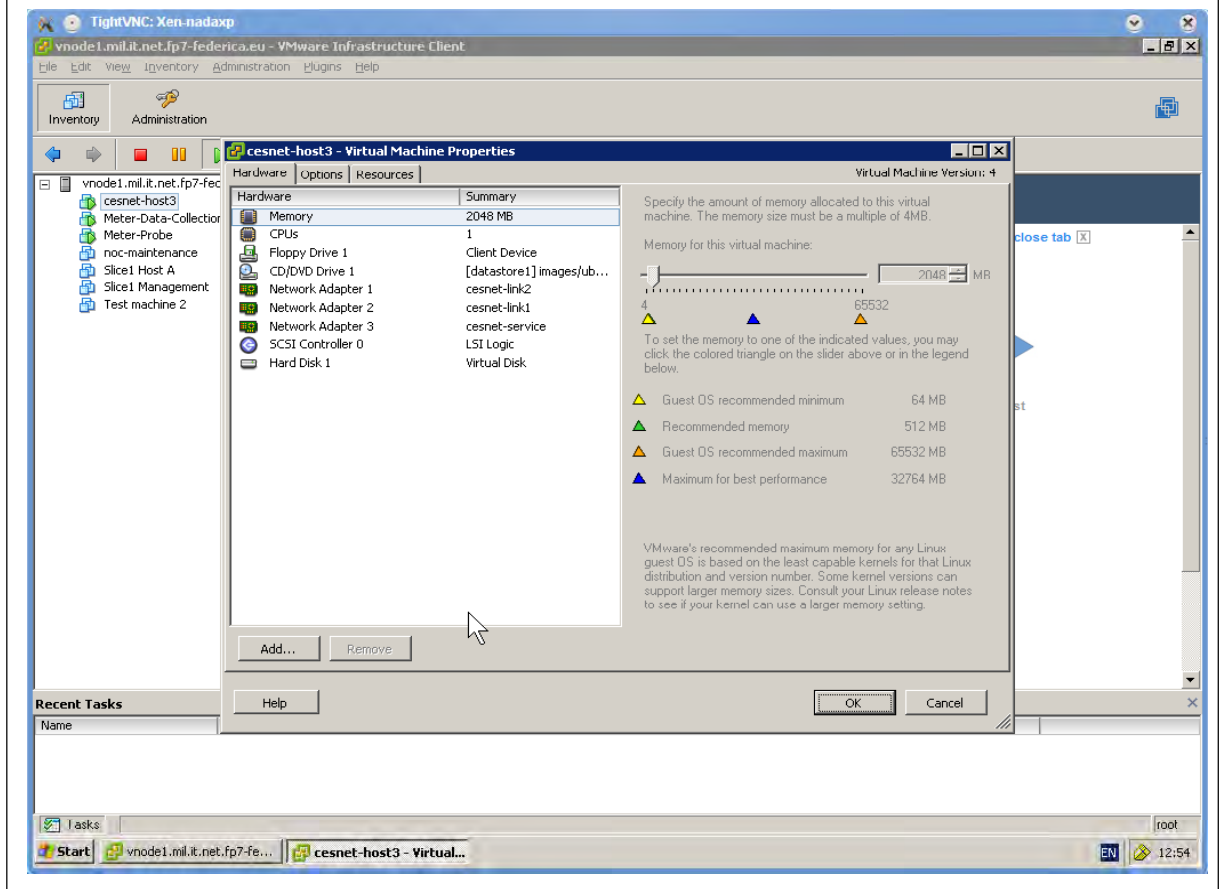 TightVNC: Xen-nadaxp
vnode1.mil.it.net.fp7-federica.eu - VMware Infrastructure Client
File Edit View Inventory Administration Plugins Help
Inventory Administration
cesnet-host3 - Virtual Machine Properties
Hardware Options Resources Virtual Machine Version: 4
vnode1.mil.it.net.fp7-fec
cesnet-host3
Meter-Data-Collection
Meter-Probe
noc-maintenance
Slice1 Host A
Slice1 Management
Test machine 2
Hardware Summary
Memory 2048 MB
CPUs 1
Floppy Drive 1 Client Device
CD/DVD Drive 1 [datastore1] images/ub...
Network Adapter 1 cesnet-link2
Network Adapter 2 cesnet-link1
Network Adapter 3 cesnet-service
SCSI Controller 0 LSI Logic
Hard Disk 1 Virtual Disk
Specify the amount of memory allocated to this virtual
machine. The memory size must be a multiple of 4MB.
Memory for this virtual machine:
2048 MB
4 65532
To set the memory to one of the indicated values, you may
click the colored triangle on the slider above or in the legend
below.
Guest OS recommended minimum 64 MB
Recommended memory 512 MB
Guest OS recommended maximum 65532 MB
Maximum for best performance 32764 MB
VMware's recommended maximum memory for any Linux
guest OS is based on the least capable kernels for that Linux
distribution and version number. Some kernel versions can
support larger memory sizes. Consult your Linux release notes
to see if your kernel can use a larger memory setting.
close tab X
st
Add... Remove
Help OK Cancel
Recent Tasks
Name
Tasks root
Start vnode1.mil.it.net.fp7-fe... cesnet-host3 - Virtual... EN 12:54